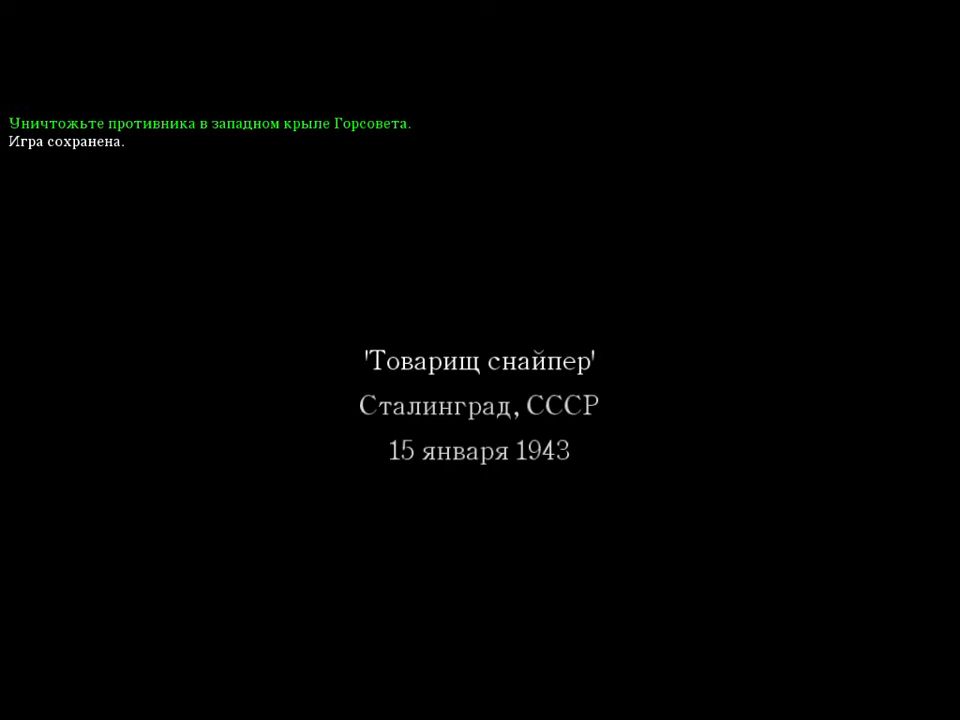 Уничтожьте противника в западном крыле Горсовета.
Игра сохранена.
'Товарищ снайпер'
Сталинград, СССР
15 января 1943